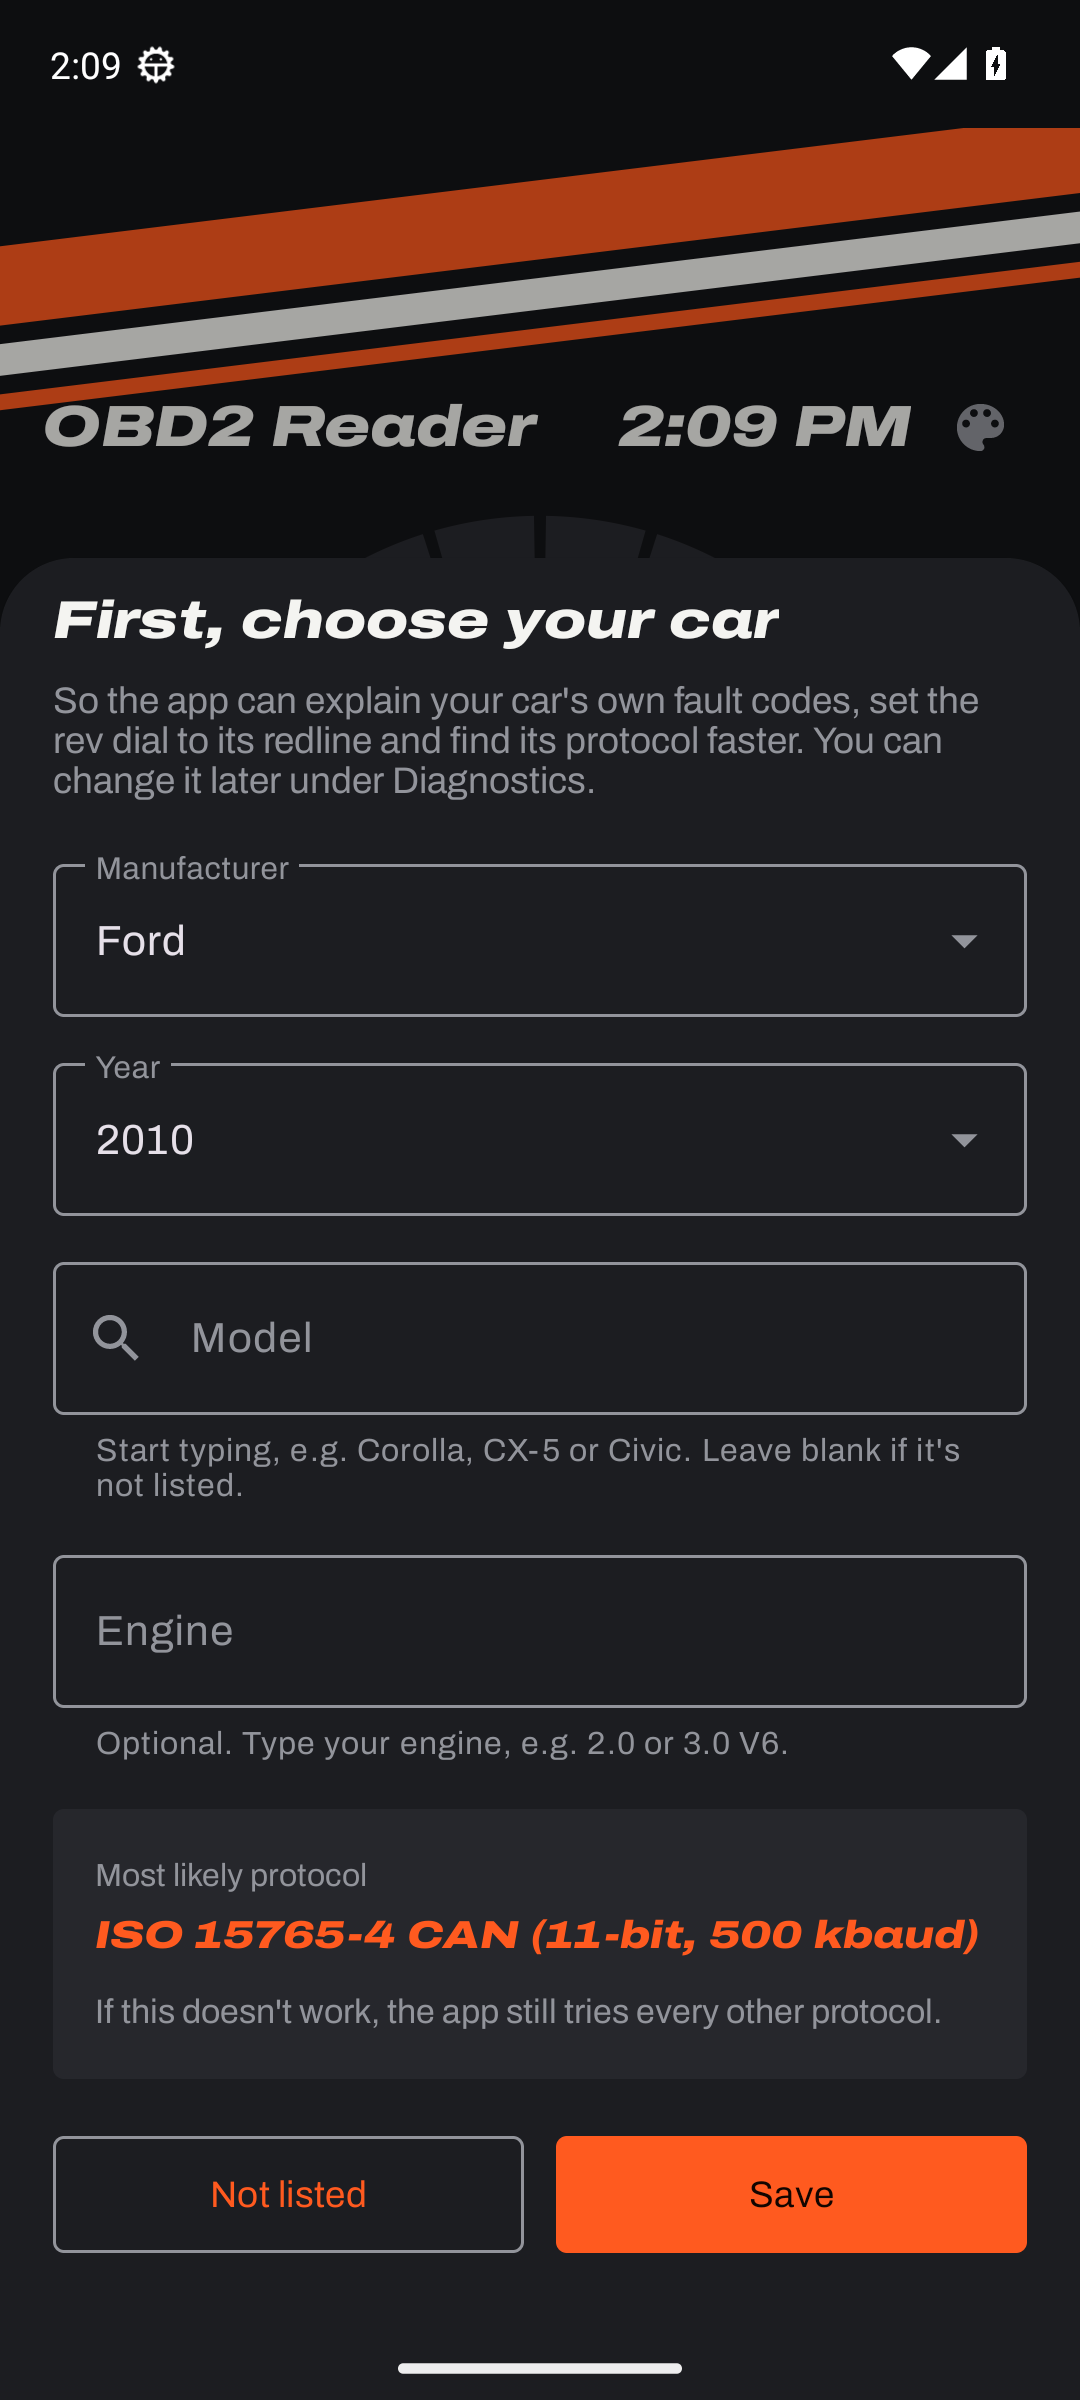 2:09
OBD2 Reader 2:09 PM
First, choose your car
So the app can explain your car's own fault codes, set the
rev dial to its redline and find its protocol faster. You can
change it later under Diagnostics.
Manufacturer
Ford
Year
2010
Model
Start typing, e.g. Corolla, CX-5 or Civic. Leave blank if it's
not listed.
Engine
Optional. Type your engine, e.g. 2.0 or 3.0 V6.
Most likely protocol
ISO 15765-4 CAN (11-bit, 500 kbaud)
If this doesn't work, the app still tries every other protocol.
Not listed
Save